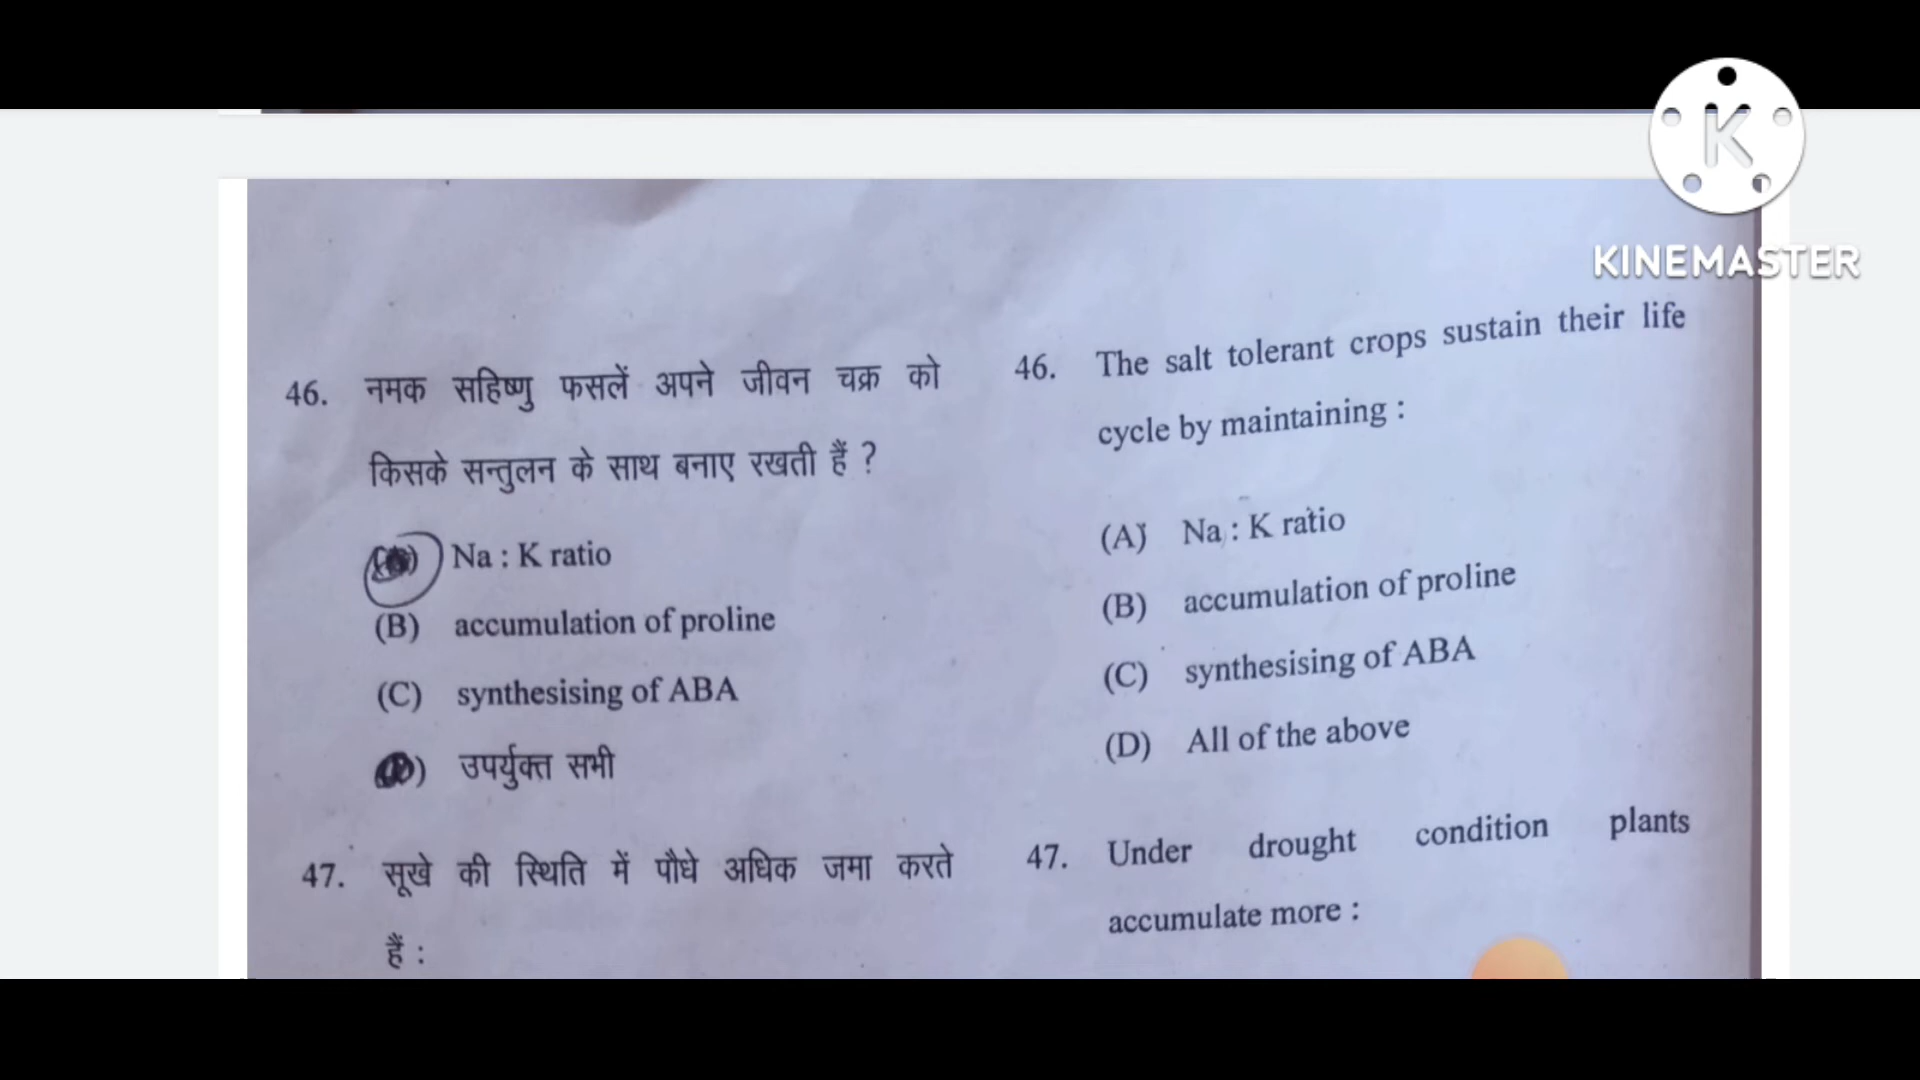 K
KINEMASTER
46. नमक सहिष्णु फसलें अपने जीवन चक्र को
किसके सन्तुलन के साथ बनाए रखती हैं ?
Na : K ratio
(B) accumulation of proline
(C) synthesising of ABA
उपर्युक्त सभी
47. सूखे की स्थिति में पौधे अधिक जमा करते
हैं :
46. The salt tolerant crops sustain their life
cycle by maintaining :
(A) Na : K ratio
(B) accumulation of proline
(C) synthesising of ABA
(D) All of the above
47. Under drought condition plants
accumulate more :